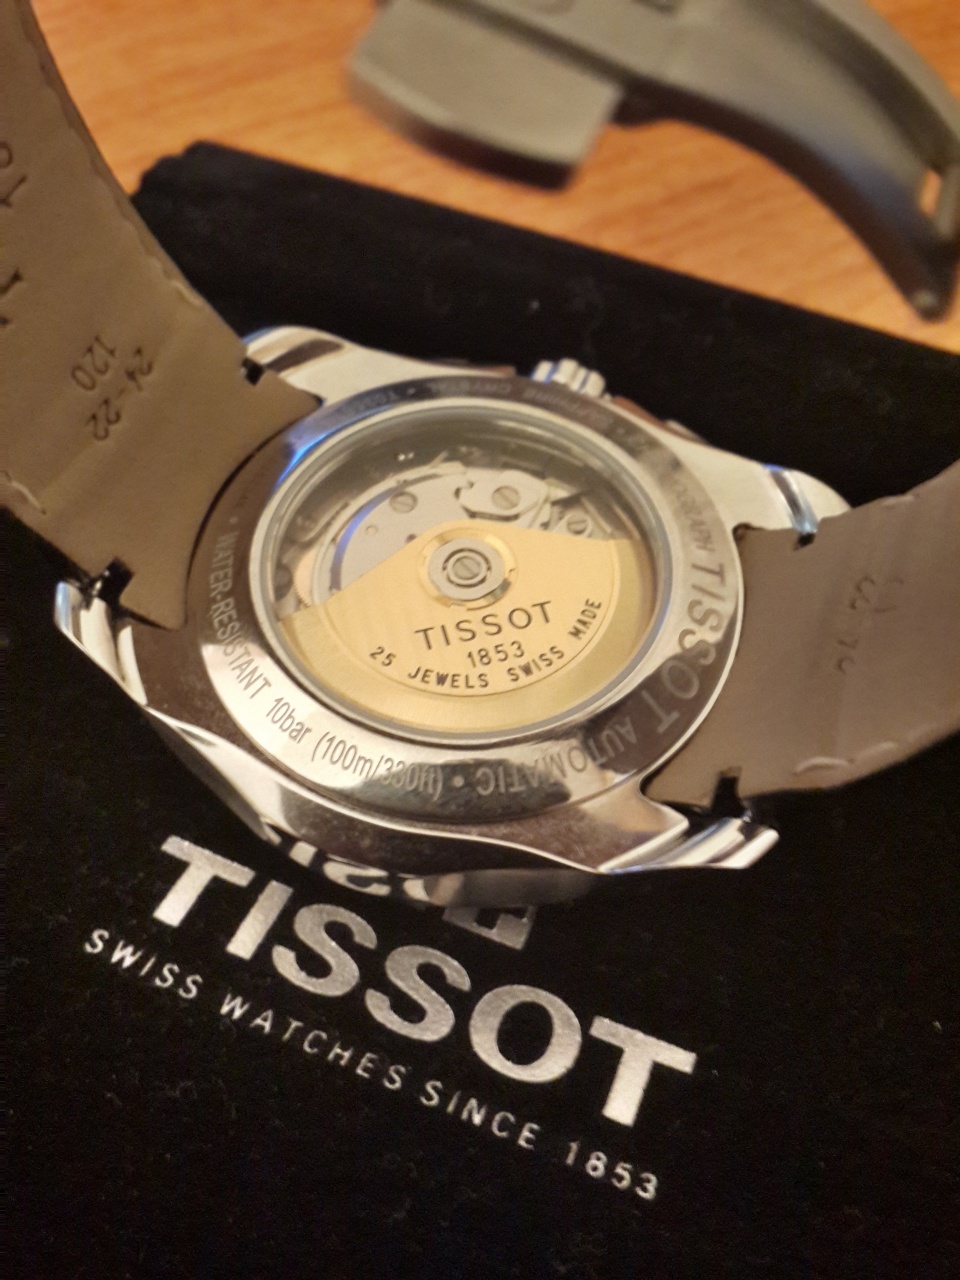 24-22
120
TISSOT
1853
25 JEWELS SWISS MADE
WATER-RESISTANT 10bar (100m/330ft) • AUTOMATIC TISSOT
CRYSTAL
TISSOT
SWISS WATCHES SINCE 1853